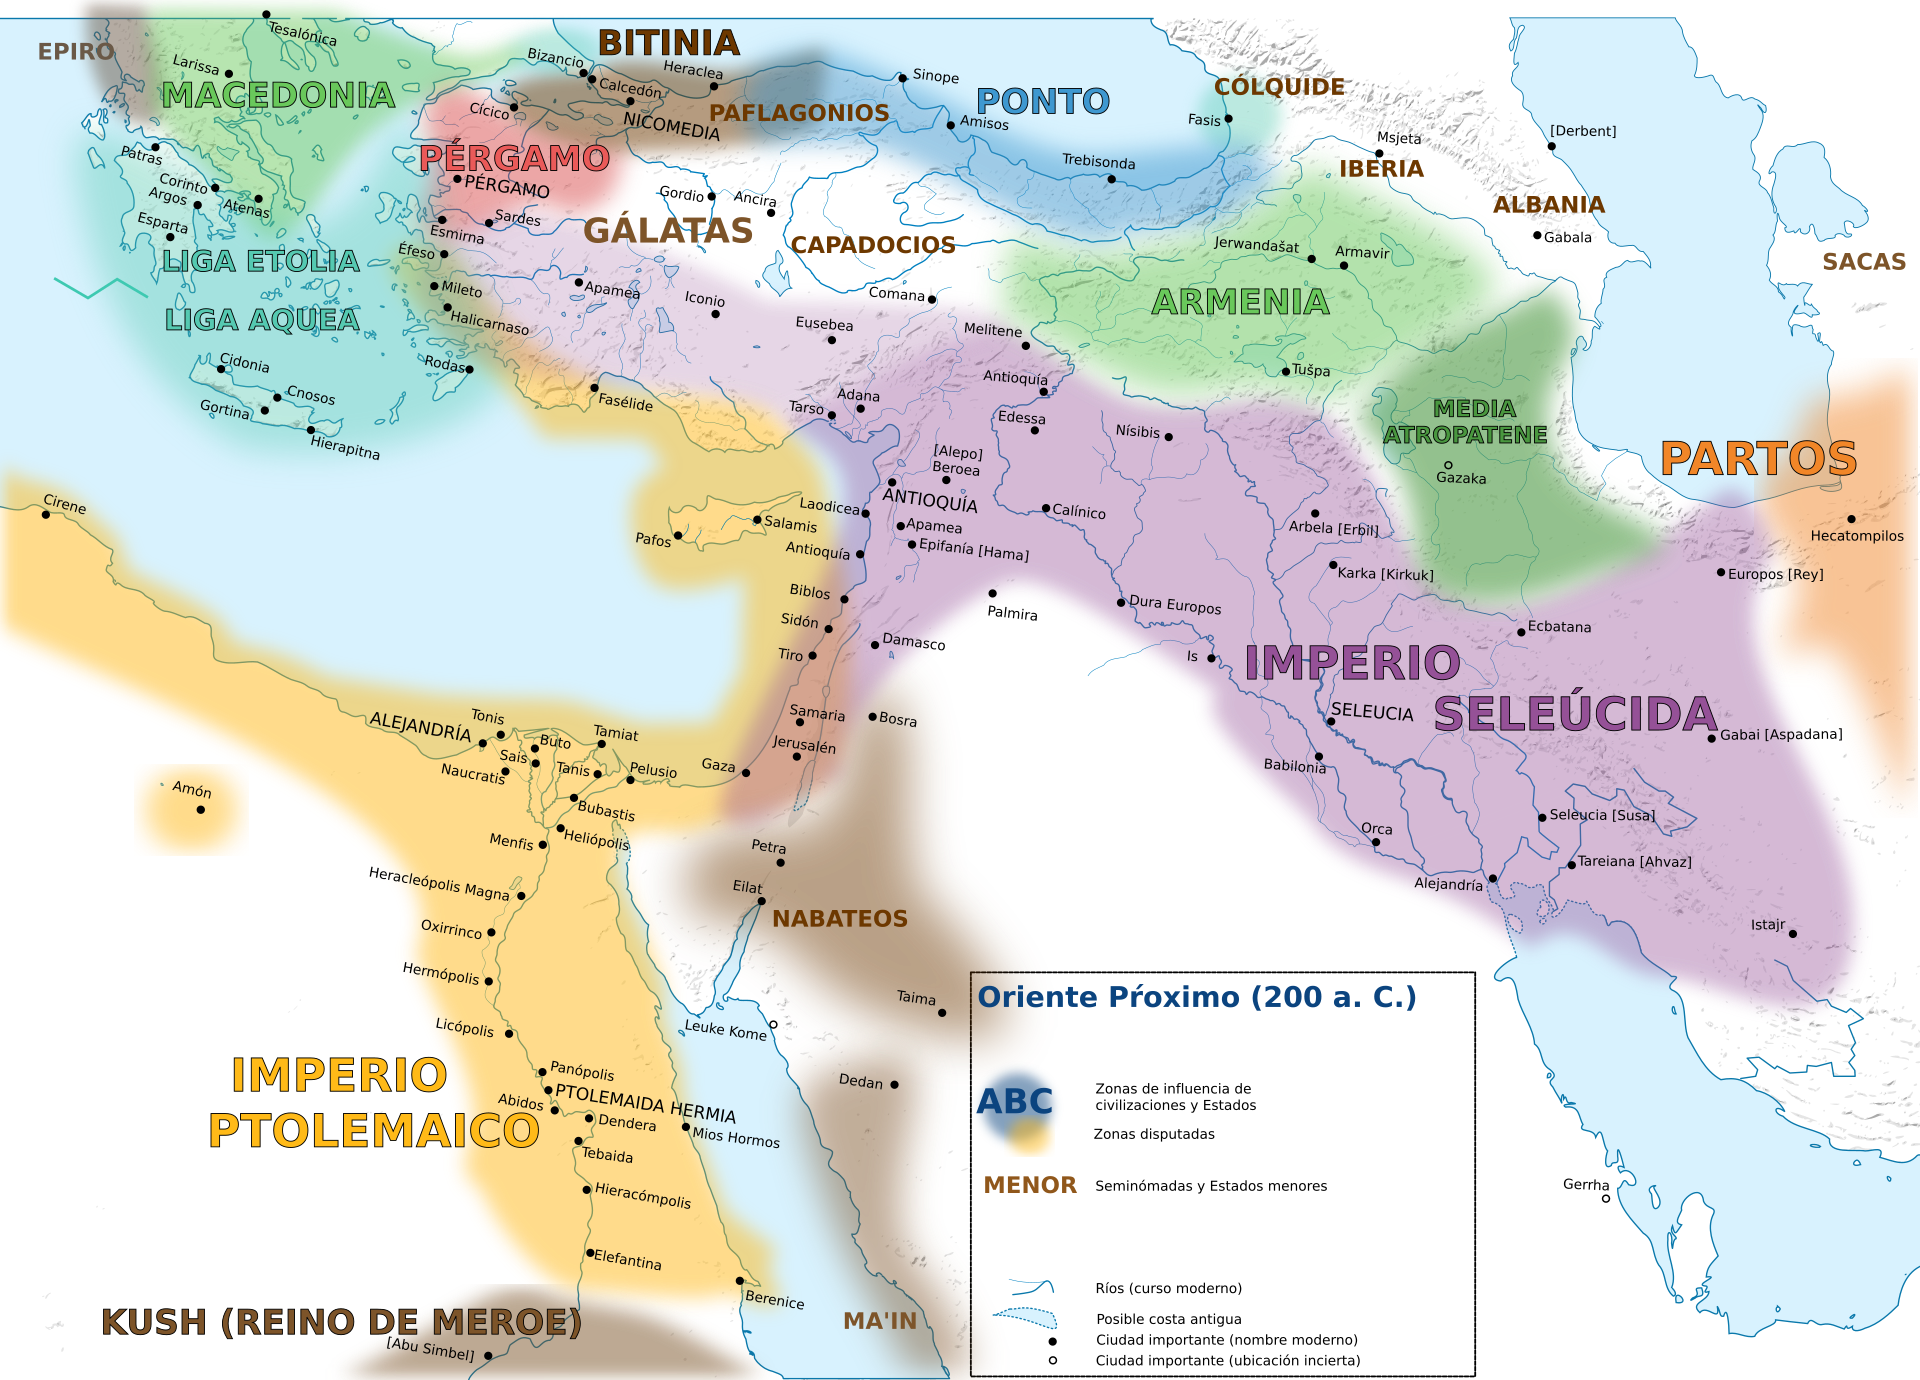 Tesalónica
EPIRO
Larissa
MACEDONIA
BITINIA
Bizancio
Heraclea
Calcedón
Cícico
NICOMEDIA
PAFLAGONIOS
Sinope
PONTO
Amisos
CÓLQUIDE
Fasis
Msjeta
IBERIA
[Derbent]
Trebisonda
ALBANIA
Gabala
SACAS
Patras
Corinto
Argos
Atenas
Esparta
LIGA ETOLIA
LIGA AQUEA
PÉRGAMO
PÉRGAMO
Sardes
Esmirna
Éfeso
Mileto
Halicarnaso
Gordio
Ancira
GÁLATAS
CAPADOCIOS
Apamea
Iconio
Comana
Eusebea
Melitene
Jerwandašat
Armavir
ARMENIA
Tušpa
Cidonia
Cnosos
Gortina
Hierapitna
Rodas
Fasélide
Tarso
Adana
Antioquía
Edessa
Nísibis
MEDIA
ATROPATENE
Gazaka
PARTOS
Hecatompilos
Cirene
[Alepo]
Beroea
ANTIOQUÍA
Laodicea
Apamea
Epifanía [Hama]
Antioquía
Salamis
Pafos
Calínico
Arbela [Erbil]
Karka [Kirkuk]
Europos [Rey]
Biblos
Sidón
Tiro
Damasco
Palmira
Dura Europos
Is
Ecbatana
IMPERIO
SELEÚCIDA
SELEUCIA
Gabai [Aspadana]
Samaria
Jerusalén
Bosra
Gaza
ALEJANDRÍA
Tonis
Buto
Sais
Naucratis
Tamiat
Tanis
Pelusio
Bubastis
Heliópolis
Menfis
Amón
Babilonia
Orca
Seleucia [Susa]
Tareiana [Ahvaz]
Alejandría
Istajr
Petra
Eilat
NABATEOS
Heracleópolis Magna
Oxirrinco
Hermópolis
Licópolis
Leuke Kome
Taima
Dedan
Panópolis
PTOLEMAIDA HERMIA
Abidos
Dendera
Mios Hormos
Tebaida
Hieracómpolis
Elefantina
Berenice
IMPERIO
PTOLEMAICO
KUSH (REINO DE MEROE)
[Abu Simbel]
MA'IN
Gerrha
Oriente Pŕoximo (200 a. C.)
ABC
Zonas de influencia de
civilizaciones y Estados
Zonas disputadas
MENOR
Seminómadas y Estados menores
Ríos (curso moderno)
Posible costa antigua
Ciudad importante (nombre moderno)
Ciudad importante (ubicación incierta)